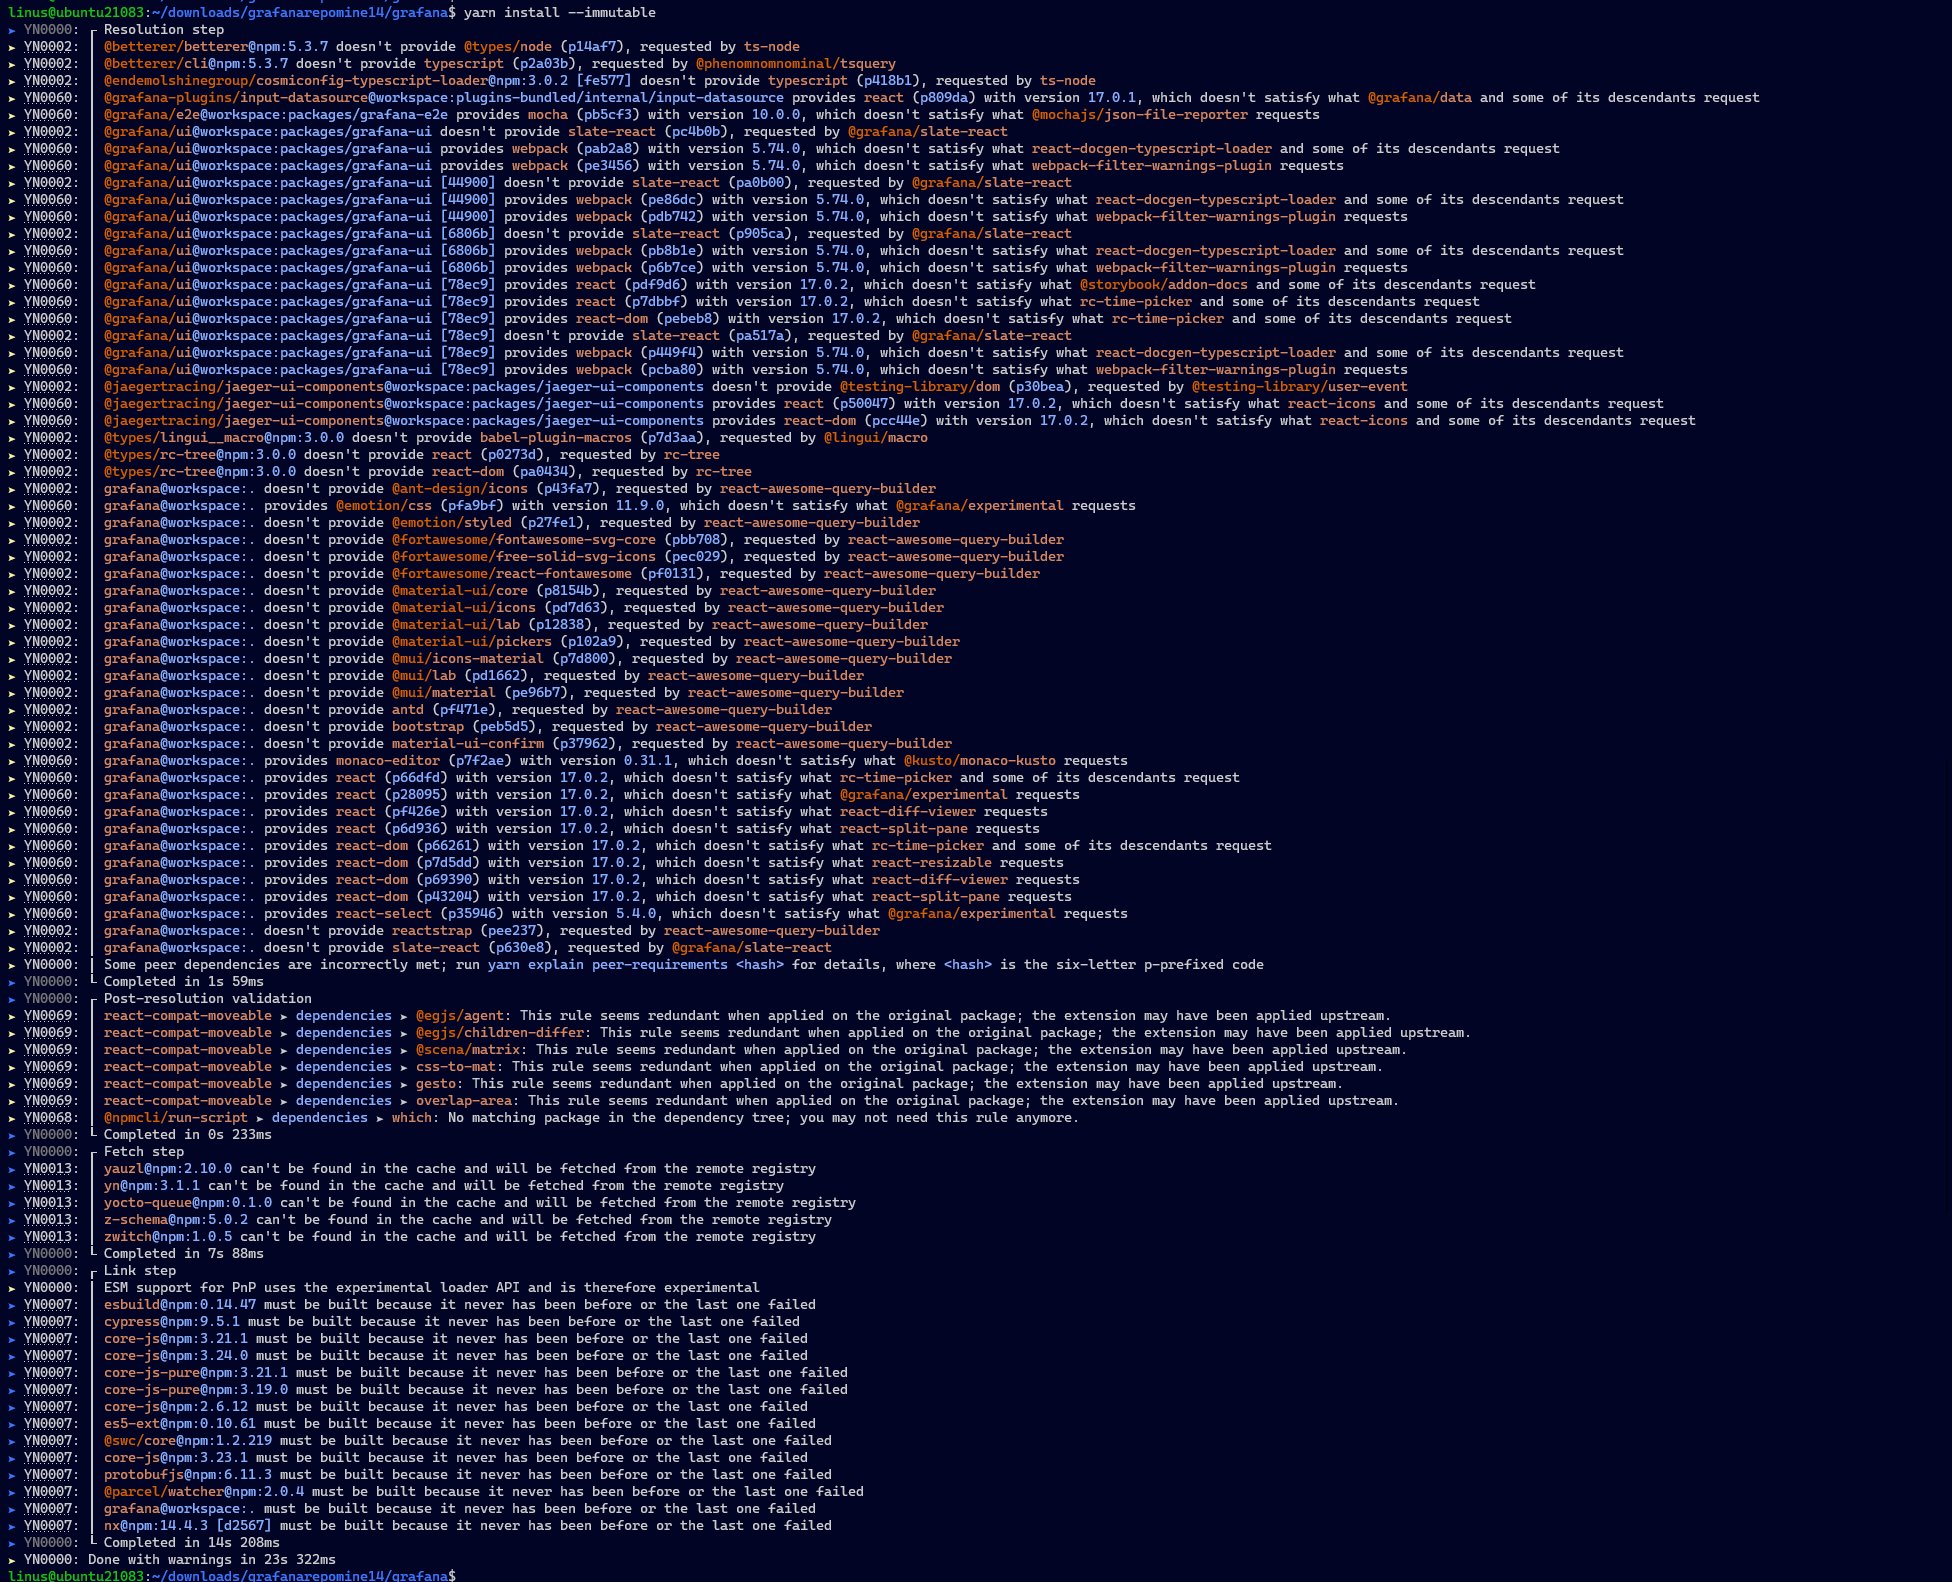 linus@ubuntu21083:~/downloads/grafanarepomine14/grafana$ yarn install --immutable
➤ YN0000: ┌ Resolution step
➤ YN0002: │ @betterer/betterer@npm:5.3.7 doesn't provide @types/node (p14af7), requested by ts-node
➤ YN0002: │ @betterer/cli@npm:5.3.7 doesn't provide typescript (p2a03b), requested by @phenomnomnominal/tsquery
➤ YN0002: │ @endemolshinegroup/cosmiconfig-typescript-loader@npm:3.0.2 [fe577] doesn't provide typescript (p418b1), requested by ts-node
➤ YN0060: │ @grafana-plugins/input-datasource@workspace:plugins-bundled/internal/input-datasource provides react (p809da) with version 17.0.1, which doesn't satisfy what @grafana/data and some of its descendants request
➤ YN0060: │ @grafana/e2e@workspace:packages/grafana-e2e provides mocha (pb5cf3) with version 10.0.0, which doesn't satisfy what @mochajs/json-file-reporter requests
➤ YN0002: │ @grafana/ui@workspace:packages/grafana-ui doesn't provide slate-react (pc4b0b), requested by @grafana/slate-react
➤ YN0060: │ @grafana/ui@workspace:packages/grafana-ui provides webpack (pab2a8) with version 5.74.0, which doesn't satisfy what react-docgen-typescript-loader and some of its descendants request
➤ YN0060: │ @grafana/ui@workspace:packages/grafana-ui provides webpack (pe3456) with version 5.74.0, which doesn't satisfy what webpack-filter-warnings-plugin requests
➤ YN0002: │ @grafana/ui@workspace:packages/grafana-ui [44900] doesn't provide slate-react (pa0b00), requested by @grafana/slate-react
➤ YN0060: │ @grafana/ui@workspace:packages/grafana-ui [44900] provides webpack (pe86dc) with version 5.74.0, which doesn't satisfy what react-docgen-typescript-loader and some of its descendants request
➤ YN0060: │ @grafana/ui@workspace:packages/grafana-ui [44900] provides webpack (pdb742) with version 5.74.0, which doesn't satisfy what webpack-filter-warnings-plugin requests
➤ YN0002: │ @grafana/ui@workspace:packages/grafana-ui [6806b] doesn't provide slate-react (p905ca), requested by @grafana/slate-react
➤ YN0060: │ @grafana/ui@workspace:packages/grafana-ui [6806b] provides webpack (pb8b1e) with version 5.74.0, which doesn't satisfy what react-docgen-typescript-loader and some of its descendants request
➤ YN0060: │ @grafana/ui@workspace:packages/grafana-ui [6806b] provides webpack (p6b7ce) with version 5.74.0, which doesn't satisfy what webpack-filter-warnings-plugin requests
➤ YN0060: │ @grafana/ui@workspace:packages/grafana-ui [78ec9] provides react (pdf9d6) with version 17.0.2, which doesn't satisfy what @storybook/addon-docs and some of its descendants request
➤ YN0060: │ @grafana/ui@workspace:packages/grafana-ui [78ec9] provides react (p7dbbf) with version 17.0.2, which doesn't satisfy what rc-time-picker and some of its descendants request
➤ YN0060: │ @grafana/ui@workspace:packages/grafana-ui [78ec9] provides react-dom (pebeb8) with version 17.0.2, which doesn't satisfy what rc-time-picker and some of its descendants request
➤ YN0002: │ @grafana/ui@workspace:packages/grafana-ui [78ec9] doesn't provide slate-react (pa517a), requested by @grafana/slate-react
➤ YN0060: │ @grafana/ui@workspace:packages/grafana-ui [78ec9] provides webpack (p449f4) with version 5.74.0, which doesn't satisfy what react-docgen-typescript-loader and some of its descendants request
➤ YN0060: │ @grafana/ui@workspace:packages/grafana-ui [78ec9] provides webpack (pcba80) with version 5.74.0, which doesn't satisfy what webpack-filter-warnings-plugin requests
➤ YN0002: │ @jaegertracing/jaeger-ui-components@workspace:packages/jaeger-ui-components doesn't provide @testing-library/dom (p30bea), requested by @testing-library/user-event
➤ YN0060: │ @jaegertracing/jaeger-ui-components@workspace:packages/jaeger-ui-components provides react (p50047) with version 17.0.2, which doesn't satisfy what react-icons and some of its descendants request
➤ YN0060: │ @jaegertracing/jaeger-ui-components@workspace:packages/jaeger-ui-components provides react-dom (pcc44e) with version 17.0.2, which doesn't satisfy what react-icons and some of its descendants request
➤ YN0002: │ @types/lingui__macro@npm:3.0.0 doesn't provide babel-plugin-macros (p7d3aa), requested by @lingui/macro
➤ YN0002: │ @types/rc-tree@npm:3.0.0 doesn't provide react (p0273d), requested by rc-tree
➤ YN0002: │ @types/rc-tree@npm:3.0.0 doesn't provide react-dom (pa0434), requested by rc-tree
➤ YN0002: │ grafana@workspace:. doesn't provide @ant-design/icons (p43fa7), requested by react-awesome-query-builder
➤ YN0060: │ grafana@workspace:. provides @emotion/css (pfa9bf) with version 11.9.0, which doesn't satisfy what @grafana/experimental requests
➤ YN0002: │ grafana@workspace:. doesn't provide @emotion/styled (p27fe1), requested by react-awesome-query-builder
➤ YN0002: │ grafana@workspace:. doesn't provide @fortawesome/fontawesome-svg-core (pbb708), requested by react-awesome-query-builder
➤ YN0002: │ grafana@workspace:. doesn't provide @fortawesome/free-solid-svg-icons (pec029), requested by react-awesome-query-builder
➤ YN0002: │ grafana@workspace:. doesn't provide @fortawesome/react-fontawesome (pf0131), requested by react-awesome-query-builder
➤ YN0002: │ grafana@workspace:. doesn't provide @material-ui/core (p8154b), requested by react-awesome-query-builder
➤ YN0002: │ grafana@workspace:. doesn't provide @material-ui/icons (pd7d63), requested by react-awesome-query-builder
➤ YN0002: │ grafana@workspace:. doesn't provide @material-ui/lab (p12838), requested by react-awesome-query-builder
➤ YN0002: │ grafana@workspace:. doesn't provide @material-ui/pickers (p102a9), requested by react-awesome-query-builder
➤ YN0002: │ grafana@workspace:. doesn't provide @mui/icons-material (p7d800), requested by react-awesome-query-builder
➤ YN0002: │ grafana@workspace:. doesn't provide @mui/lab (pd1662), requested by react-awesome-query-builder
➤ YN0002: │ grafana@workspace:. doesn't provide @mui/material (pe96b7), requested by react-awesome-query-builder
➤ YN0002: │ grafana@workspace:. doesn't provide antd (pf471e), requested by react-awesome-query-builder
➤ YN0002: │ grafana@workspace:. doesn't provide bootstrap (peb5d5), requested by react-awesome-query-builder
➤ YN0002: │ grafana@workspace:. doesn't provide material-ui-confirm (p37962), requested by react-awesome-query-builder
➤ YN0060: │ grafana@workspace:. provides monaco-editor (p7f2ae) with version 0.31.1, which doesn't satisfy what @kusto/monaco-kusto requests
➤ YN0060: │ grafana@workspace:. provides react (p66dfd) with version 17.0.2, which doesn't satisfy what rc-time-picker and some of its descendants request
➤ YN0060: │ grafana@workspace:. provides react (p28095) with version 17.0.2, which doesn't satisfy what @grafana/experimental requests
➤ YN0060: │ grafana@workspace:. provides react (pf426e) with version 17.0.2, which doesn't satisfy what react-diff-viewer requests
➤ YN0060: │ grafana@workspace:. provides react (p6d936) with version 17.0.2, which doesn't satisfy what react-split-pane requests
➤ YN0060: │ grafana@workspace:. provides react-dom (p66261) with version 17.0.2, which doesn't satisfy what rc-time-picker and some of its descendants request
➤ YN0060: │ grafana@workspace:. provides react-dom (p7d5dd) with version 17.0.2, which doesn't satisfy what react-resizable requests
➤ YN0060: │ grafana@workspace:. provides react-dom (p69390) with version 17.0.2, which doesn't satisfy what react-diff-viewer requests
➤ YN0060: │ grafana@workspace:. provides react-dom (p43204) with version 17.0.2, which doesn't satisfy what react-split-pane requests
➤ YN0060: │ grafana@workspace:. provides react-select (p35946) with version 5.4.0, which doesn't satisfy what @grafana/experimental requests
➤ YN0002: │ grafana@workspace:. doesn't provide reactstrap (pee237), requested by react-awesome-query-builder
➤ YN0002: │ grafana@workspace:. doesn't provide slate-react (p630e8), requested by @grafana/slate-react
➤ YN0000: │ Some peer dependencies are incorrectly met; run yarn explain peer-requirements <hash> for details, where <hash> is the six-letter p-prefixed code
➤ YN0000: └ Completed in 1s 59ms
➤ YN0000: ┌ Post-resolution validation
➤ YN0069: │ react-compat-moveable ➤ dependencies ➤ @egjs/agent: This rule seems redundant when applied on the original package; the extension may have been applied upstream.
➤ YN0069: │ react-compat-moveable ➤ dependencies ➤ @egjs/children-differ: This rule seems redundant when applied on the original package; the extension may have been applied upstream.
➤ YN0069: │ react-compat-moveable ➤ dependencies ➤ @scena/matrix: This rule seems redundant when applied on the original package; the extension may have been applied upstream.
➤ YN0069: │ react-compat-moveable ➤ dependencies ➤ css-to-mat: This rule seems redundant when applied on the original package; the extension may have been applied upstream.
➤ YN0069: │ react-compat-moveable ➤ dependencies ➤ gesto: This rule seems redundant when applied on the original package; the extension may have been applied upstream.
➤ YN0069: │ react-compat-moveable ➤ dependencies ➤ overlap-area: This rule seems redundant when applied on the original package; the extension may have been applied upstream.
➤ YN0068: │ @npmcli/run-script ➤ dependencies ➤ which: No matching package in the dependency tree; you may not need this rule anymore.
➤ YN0000: └ Completed in 0s 233ms
➤ YN0000: ┌ Fetch step
➤ YN0013: │ yauzl@npm:2.10.0 can't be found in the cache and will be fetched from the remote registry
➤ YN0013: │ yn@npm:3.1.1 can't be found in the cache and will be fetched from the remote registry
➤ YN0013: │ yocto-queue@npm:0.1.0 can't be found in the cache and will be fetched from the remote registry
➤ YN0013: │ z-schema@npm:5.0.2 can't be found in the cache and will be fetched from the remote registry
➤ YN0013: │ zwitch@npm:1.0.5 can't be found in the cache and will be fetched from the remote registry
➤ YN0000: └ Completed in 7s 88ms
➤ YN0000: ┌ Link step
➤ YN0000: │ ESM support for PnP uses the experimental loader API and is therefore experimental
➤ YN0007: │ esbuild@npm:0.14.47 must be built because it never has been before or the last one failed
➤ YN0007: │ cypress@npm:9.5.1 must be built because it never has been before or the last one failed
➤ YN0007: │ core-js@npm:3.21.1 must be built because it never has been before or the last one failed
➤ YN0007: │ core-js@npm:3.24.0 must be built because it never has been before or the last one failed
➤ YN0007: │ core-js-pure@npm:3.21.1 must be built because it never has been before or the last one failed
➤ YN0007: │ core-js-pure@npm:3.19.0 must be built because it never has been before or the last one failed
➤ YN0007: │ core-js@npm:2.6.12 must be built because it never has been before or the last one failed
➤ YN0007: │ es5-ext@npm:0.10.61 must be built because it never has been before or the last one failed
➤ YN0007: │ @swc/core@npm:1.2.219 must be built because it never has been before or the last one failed
➤ YN0007: │ core-js@npm:3.23.1 must be built because it never has been before or the last one failed
➤ YN0007: │ protobufjs@npm:6.11.3 must be built because it never has been before or the last one failed
➤ YN0007: │ @parcel/watcher@npm:2.0.4 must be built because it never has been before or the last one failed
➤ YN0007: │ grafana@workspace:. must be built because it never has been before or the last one failed
➤ YN0007: │ nx@npm:14.4.3 [d2567] must be built because it never has been before or the last one failed
➤ YN0000: └ Completed in 14s 208ms
➤ YN0000: Done with warnings in 23s 322ms
linus@ubuntu21083:~/downloads/grafanarepomine14/grafana$